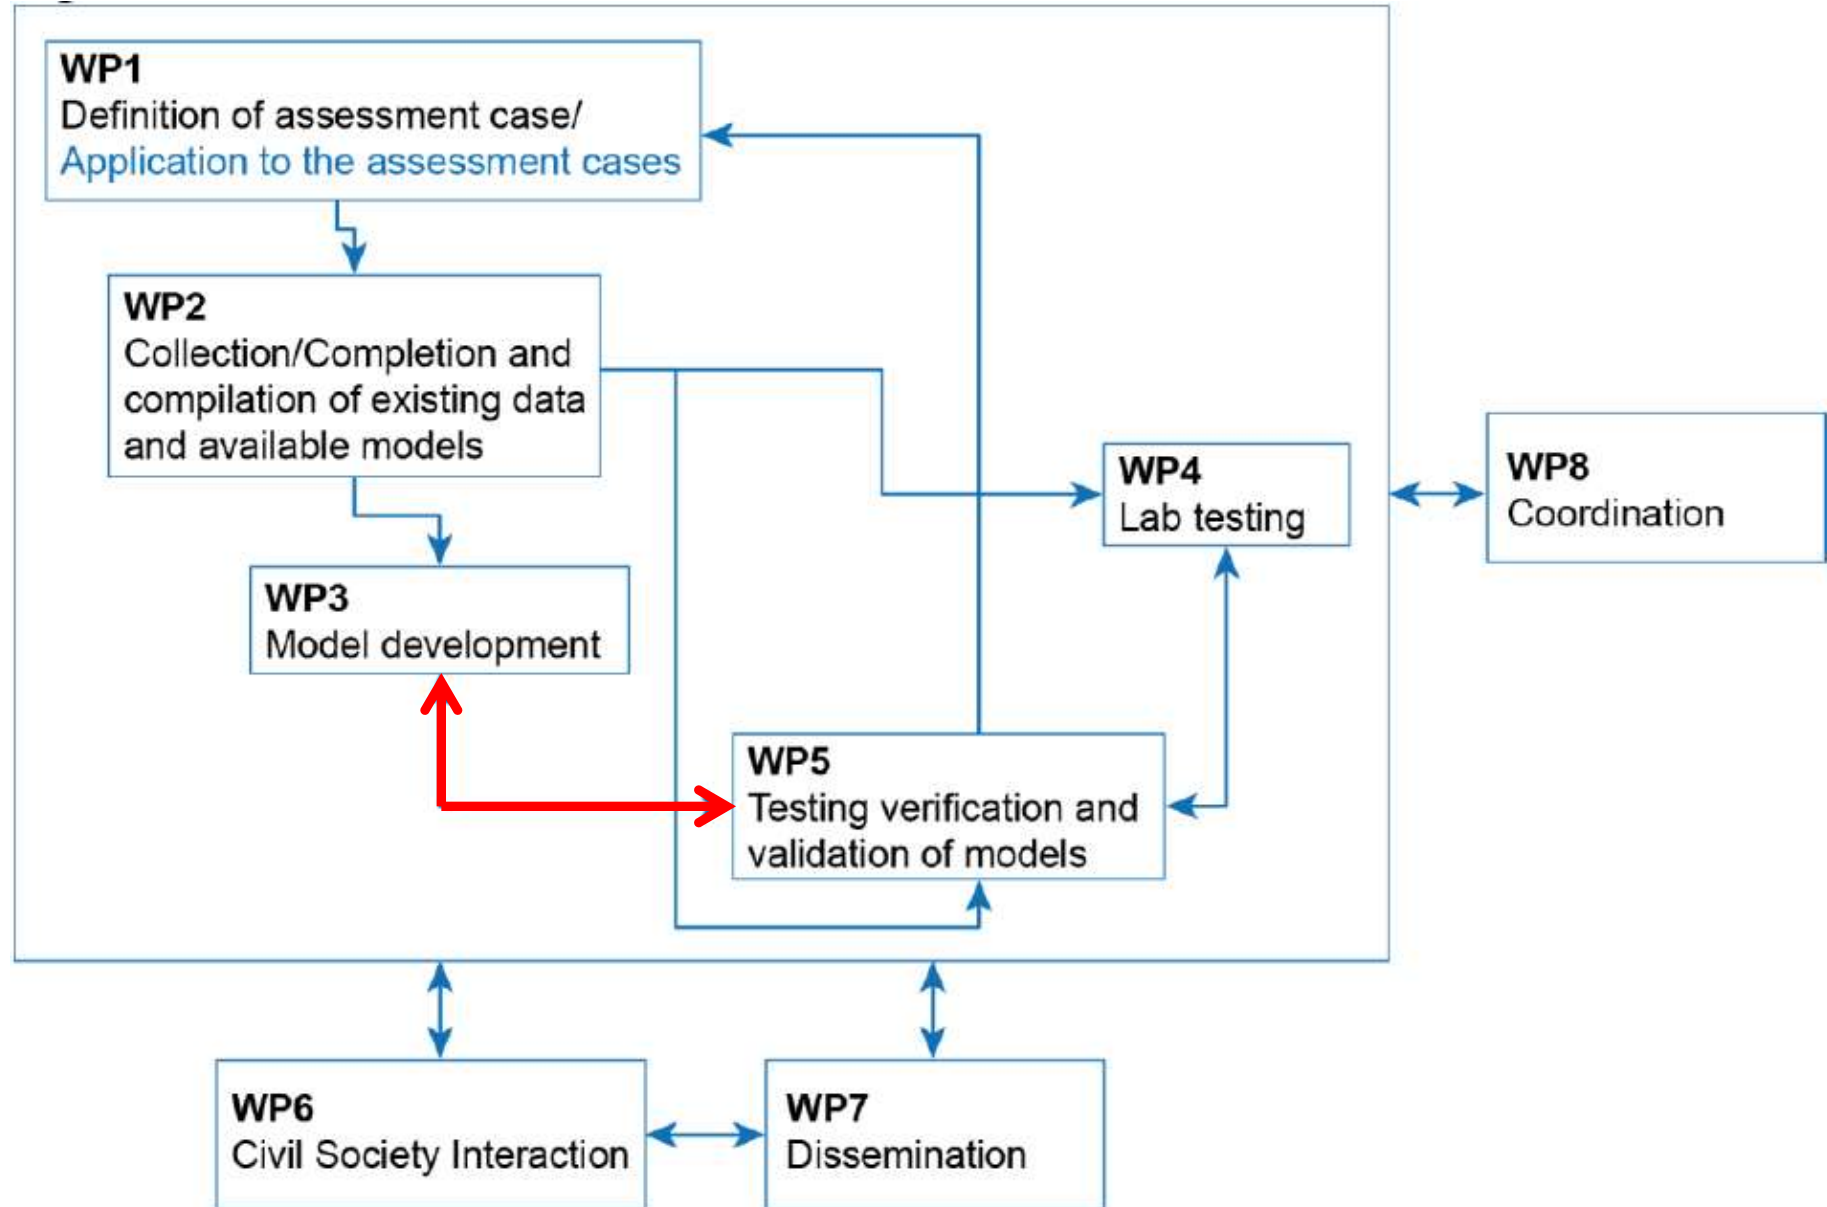 WP1
Definition of assessment case/
Application to the assessment cases
WP2
Collection/Completion and
compilation of existing data
and available models
WP3
Model development
WP4
Lab testing
WP8
Coordination
WP5
Testing verification and
validation of models
WP6
Civil Society Interaction
WP7
Dissemination